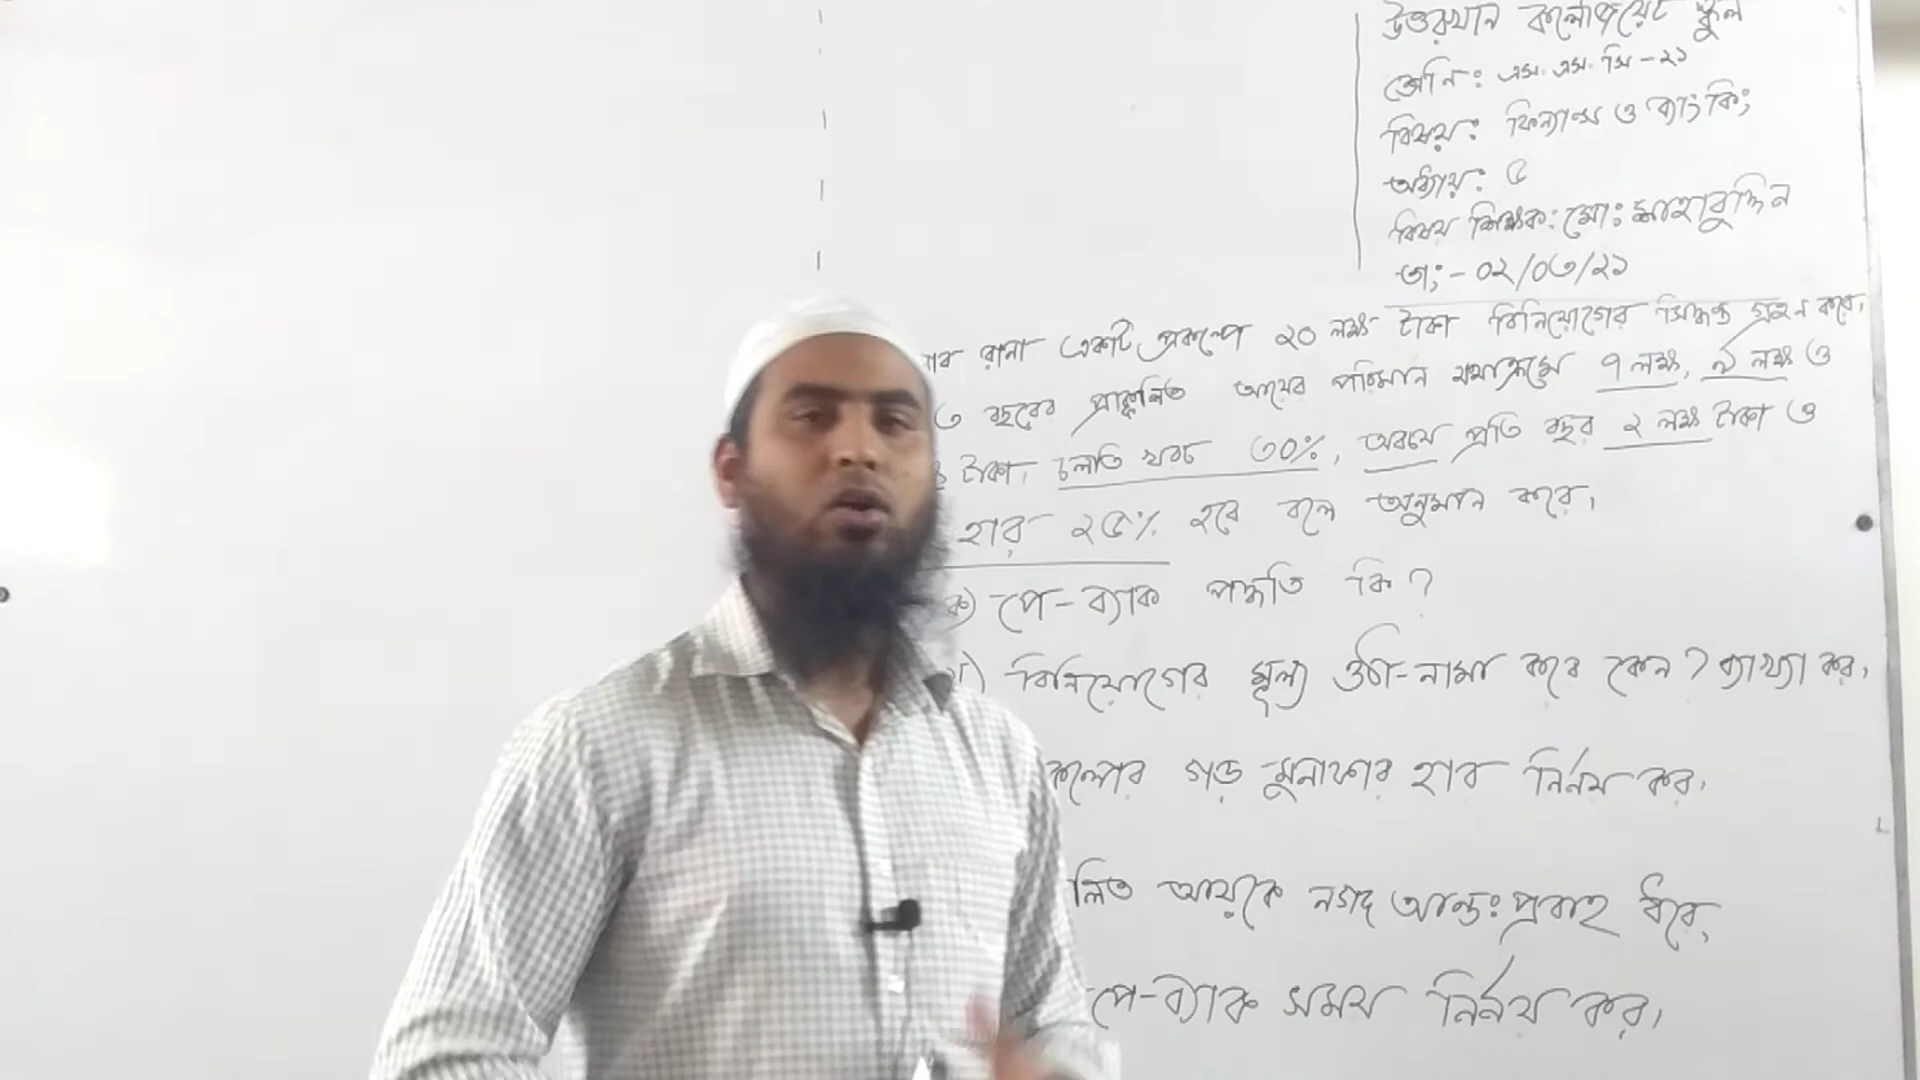 উত্তরখান কলেজিয়েট স্কুল
শ্রেনি: এস. এস. সি - ২১
বিষয়: ফিন্যান্স ও ব্যাংকিং
অধ্যায়: ৫
বিষয় শিক্ষক: মোঃ শাহাবুদ্দিন
তাং - ০২/০৩/২১
রানা একটি প্রকল্পে ২০ লক্ষ টাকা বিনিয়োগের সিদ্ধান্ত গ্রহন করে।
৩ বছরের প্রাক্কলিত আয়ের পরিমান যথাক্রমে ৭ লক্ষ, ৯ লক্ষ ও
টাকা। চলতি খরচ ৩০%, অবচয় প্রতি বছর ২ লক্ষ টাকা ও
হার ২৫% হবে বলে অনুমান করে।
ক) পে-ব্যাক পদ্ধতি কি?
বিনিয়োগের মূল্য ওঠা-নামা করে কেন? ব্যাখ্যা কর।
গড় মুনাফার হার নির্নয় কর।
আয়কে নগদ আন্তঃপ্রবাহ ধরে,
পে-ব্যাক সময় নির্নয় কর।